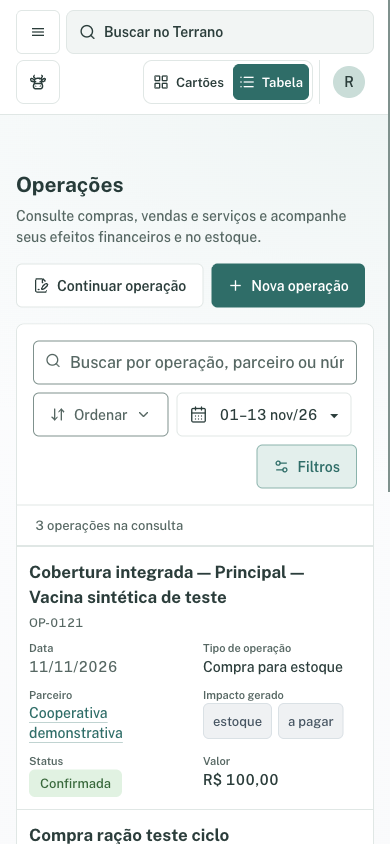 Buscar no Terrano
Cartões
Tabela
R
Operações
Consulte compras, vendas e serviços e acompanhe
seus efeitos financeiros e no estoque.
Continuar operação
Nova operação
Buscar por operação, parceiro ou núr
Ordenar
01–13 nov/26
Filtros
3 operações na consulta
Cobertura integrada — Principal —
Vacina sintética de teste
OP-0121
Data
Tipo de operação
11/11/2026
Compra para estoque
Parceiro
Impacto gerado
Cooperativa
demonstrativa
estoque
a pagar
Status
Valor
Confirmada
R$ 100,00
Compra ração teste ciclo